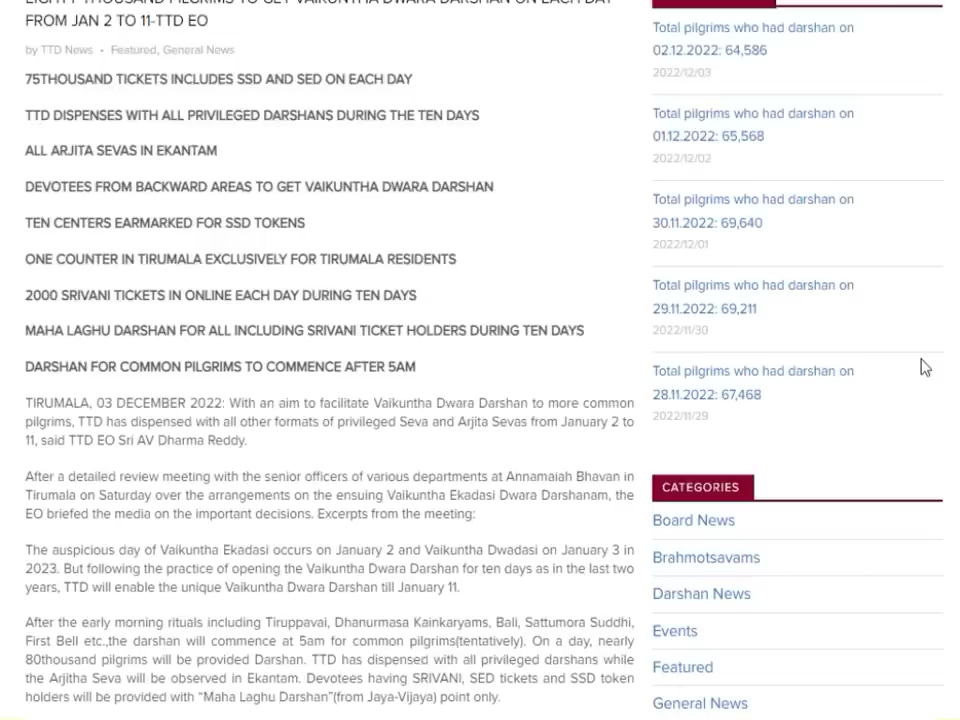 EIGHTY THOUSAND PILGRIMS TO GET VAIKUNTHA DWARA DARSHAN ON EACH DAY
FROM JAN 2 TO 11-TTD EO
by TTD News • Featured, General News
75THOUSAND TICKETS INCLUDES SSD AND SED ON EACH DAY
TTD DISPENSES WITH ALL PRIVILEGED DARSHANS DURING THE TEN DAYS
ALL ARJITA SEVAS IN EKANTAM
DEVOTEES FROM BACKWARD AREAS TO GET VAIKUNTHA DWARA DARSHAN
TEN CENTERS EARMARKED FOR SSD TOKENS
ONE COUNTER IN TIRUMALA EXCLUSIVELY FOR TIRUMALA RESIDENTS
2000 SRIVANI TICKETS IN ONLINE EACH DAY DURING TEN DAYS
MAHA LAGHU DARSHAN FOR ALL INCLUDING SRIVANI TICKET HOLDERS DURING TEN DAYS
DARSHAN FOR COMMON PILGRIMS TO COMMENCE AFTER 5AM
TIRUMALA, 03 DECEMBER 2022: With an aim to facilitate Vaikuntha Dwara Darshan to more common
pilgrims, TTD has dispensed with all other formats of privileged Seva and Arjita Sevas from January 2 to
11, said TTD EO Sri AV Dharma Reddy.
After a detailed review meeting with the senior officers of various departments at Annamaiah Bhavan in
Tirumala on Saturday over the arrangements on the ensuing Vaikuntha Ekadasi Dwara Darshanam, the
EO briefed the media on the important decisions. Excerpts from the meeting:
The auspicious day of Vaikuntha Ekadasi occurs on January 2 and Vaikuntha Dwadasi on January 3 in
2023. But following the practice of opening the Vaikuntha Dwara Darshan for ten days as in the last two
years, TTD will enable the unique Vaikuntha Dwara Darshan till January 11.
After the early morning rituals including Tiruppavai, Dhanurmasa Kainkaryams, Bali, Sattumora Suddhi,
First Bell etc.,the darshan will commence at 5am for common pilgrims(tentatively). On a day, nearly
80thousand pilgrims will be provided Darshan. TTD has dispensed with all privileged darshans while
the Arjitha Seva will be observed in Ekantam. Devotees having SRIVANI, SED tickets and SSD token
holders will be provided with “Maha Laghu Darshan”(from Jaya-Vijaya) point only.
Total pilgrims who had darshan on
02.12.2022: 64,586
2022/12/03
Total pilgrims who had darshan on
01.12.2022: 65,568
2022/12/02
Total pilgrims who had darshan on
30.11.2022: 69,640
2022/12/01
Total pilgrims who had darshan on
29.11.2022: 69,211
2022/11/30
Total pilgrims who had darshan on
28.11.2022: 67,468
2022/11/29
CATEGORIES
Board News
Brahmotsavams
Darshan News
Events
Featured
General News